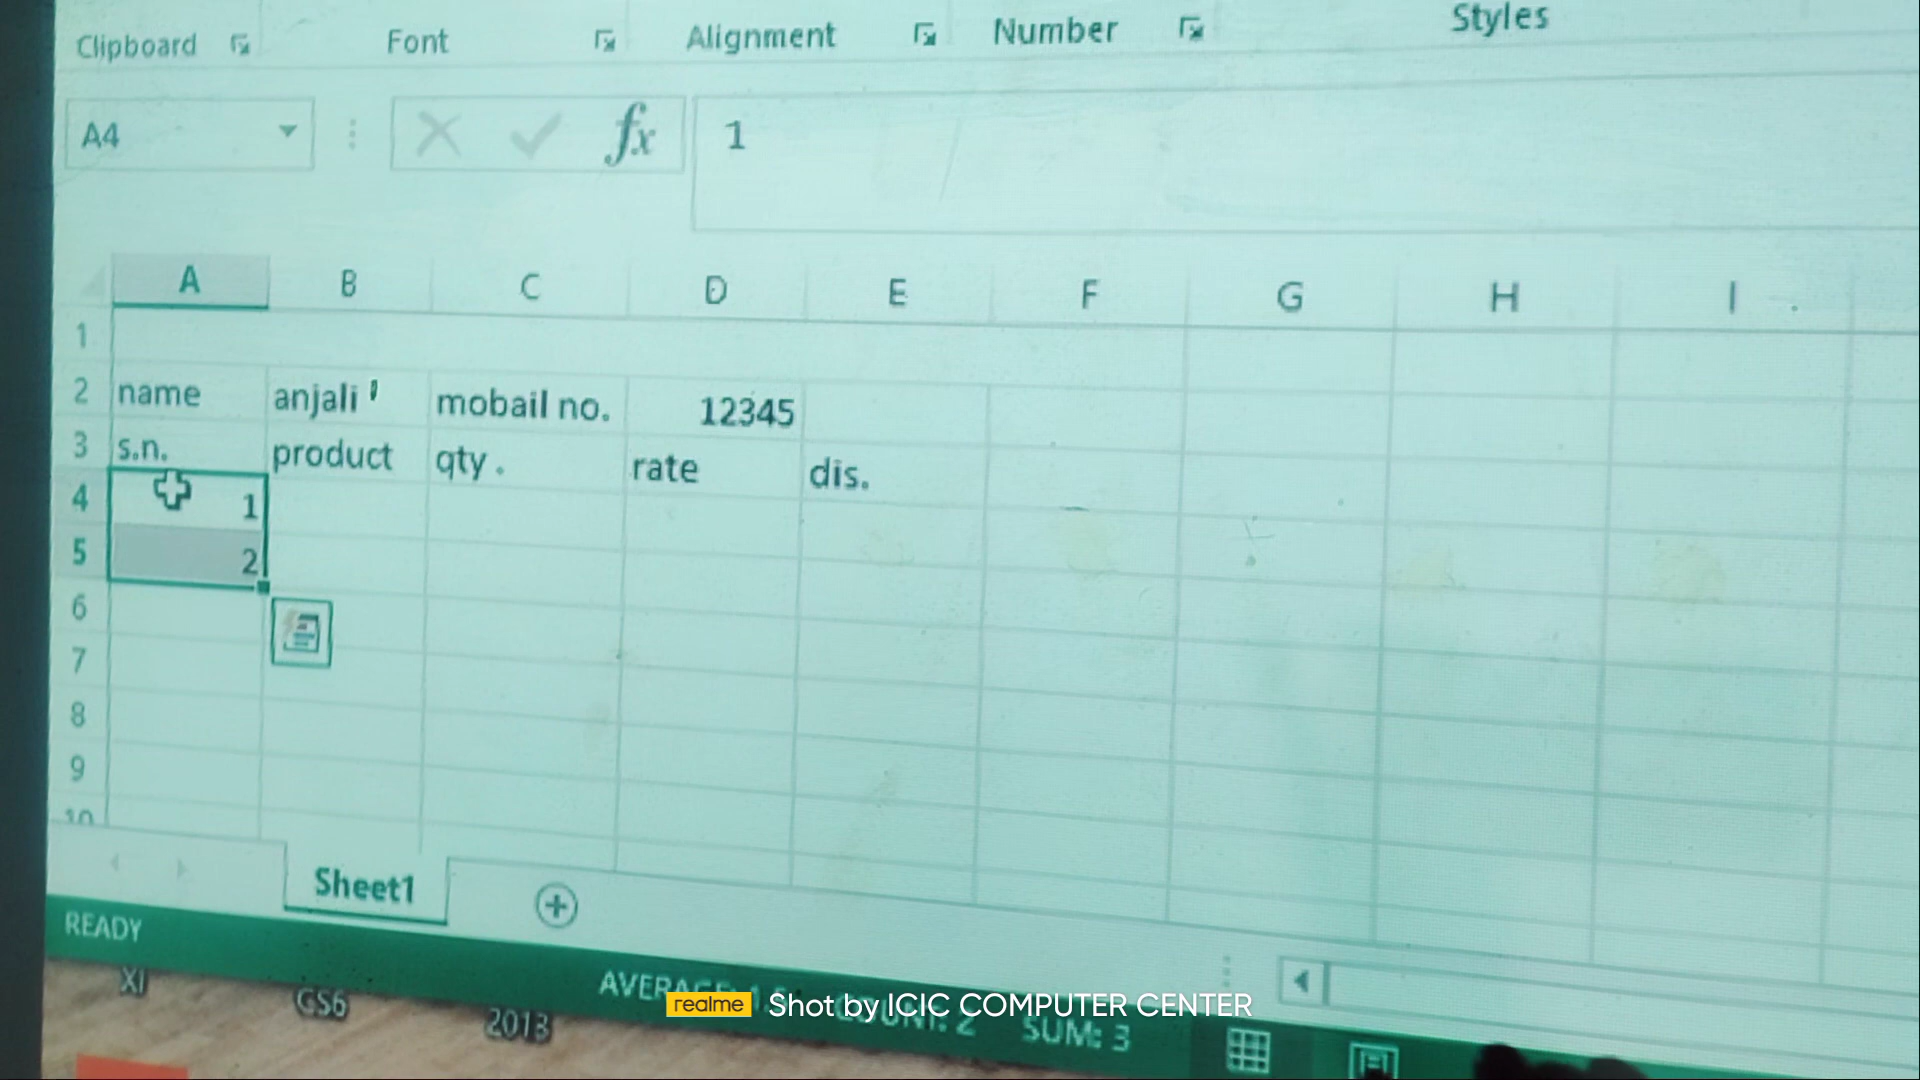 Clipboard Font Alignment Number Styles
A4 fx 1
A B C D E F G H I
1
2 name anjali mobail no. 12345
3 s.n. product qty . rate dis.
4 1
5 2
6
7
8
9
10
Sheet1
READY
SUM: 3
XI GS6 2013
realme Shot by ICIC COMPUTER CENTER